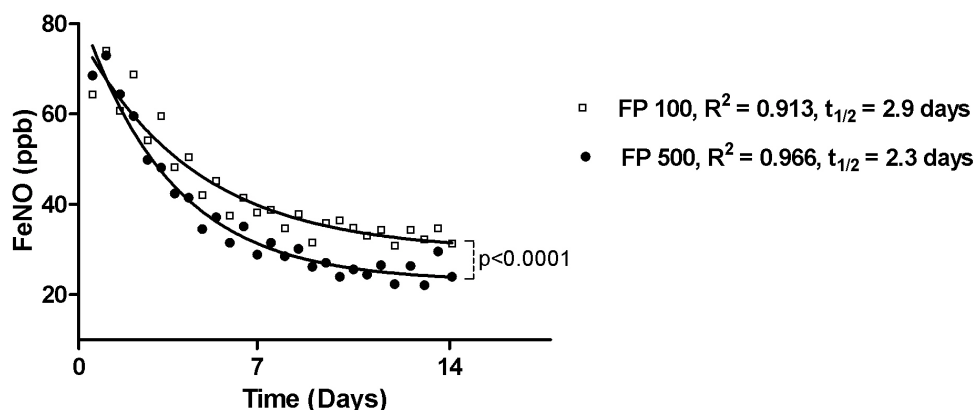 80
60
40
20
FeNO (ppb)
0
7
14
Time (Days)
p<0.0001
FP 100, R² = 0.913, t₁/₂ = 2.9 days
FP 500, R² = 0.966, t₁/₂ = 2.3 days